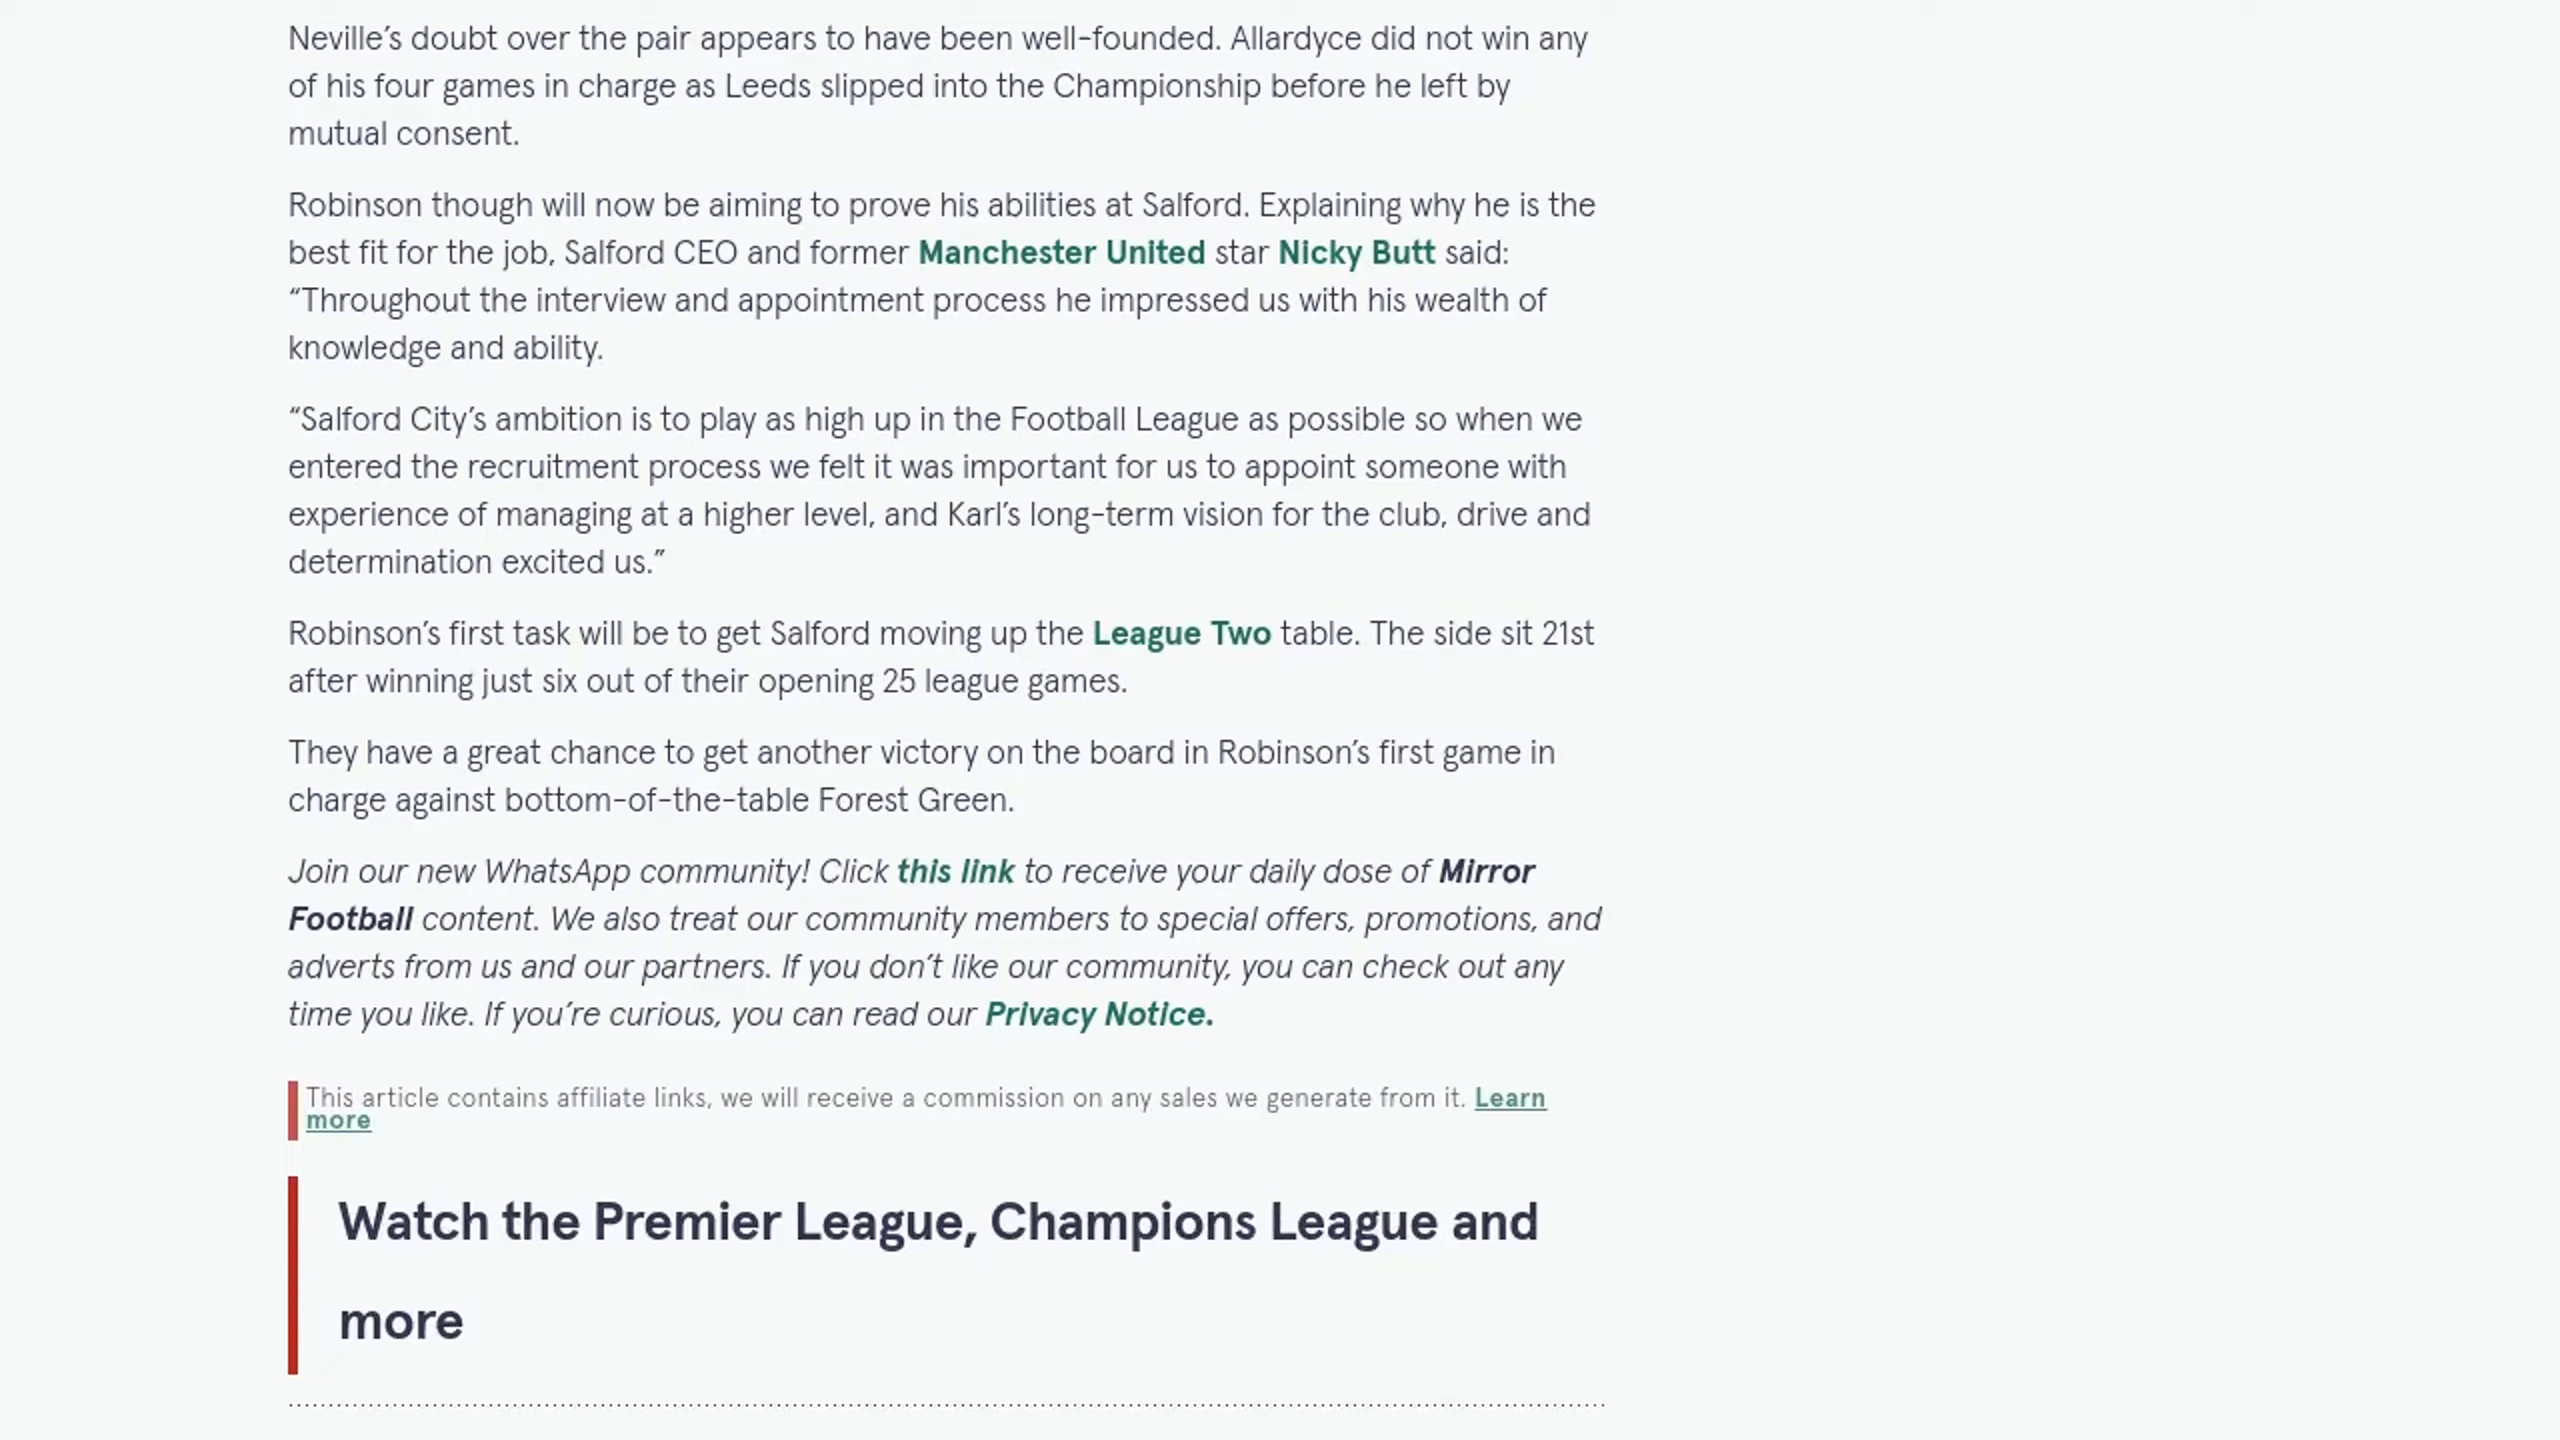 Neville’s doubt over the pair appears to have been well-founded. Allardyce did not win any
of his four games in charge as Leeds slipped into the Championship before he left by
mutual consent.
Robinson though will now be aiming to prove his abilities at Salford. Explaining why he is the
best fit for the job, Salford CEO and former Manchester United star Nicky Butt said:
“Throughout the interview and appointment process he impressed us with his wealth of
knowledge and ability.
“Salford City’s ambition is to play as high up in the Football League as possible so when we
entered the recruitment process we felt it was important for us to appoint someone with
experience of managing at a higher level, and Karl’s long-term vision for the club, drive and
determination excited us.”
Robinson’s first task will be to get Salford moving up the League Two table. The side sit 21st
after winning just six out of their opening 25 league games.
They have a great chance to get another victory on the board in Robinson’s first game in
charge against bottom-of-the-table Forest Green.
Join our new WhatsApp community! Click this link to receive your daily dose of Mirror
Football content. We also treat our community members to special offers, promotions, and
adverts from us and our partners. If you don’t like our community, you can check out any
time you like. If you’re curious, you can read our Privacy Notice.
This article contains affiliate links, we will receive a commission on any sales we generate from it. Learn
more
Watch the Premier League, Champions League and
more